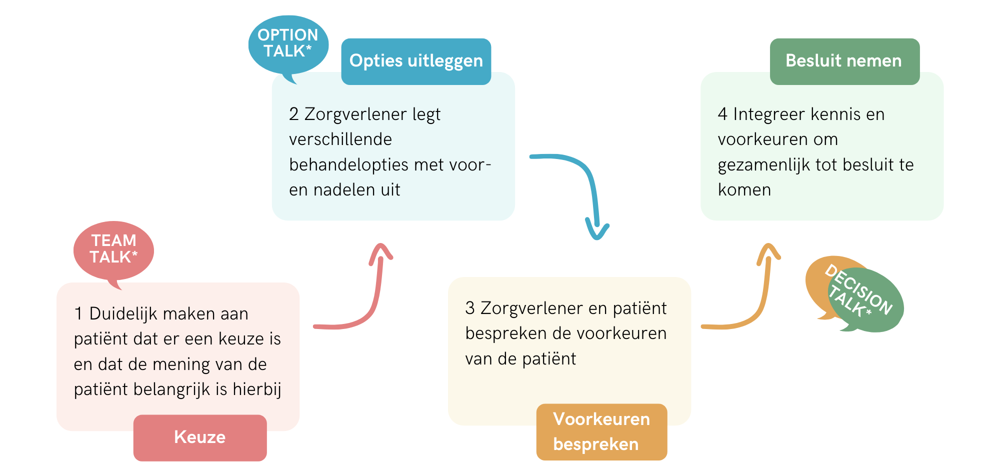 TEAM
TALK*
1 Duidelijk maken aan
patiënt dat er een keuze is
en dat de mening van de
patiënt belangrijk is hierbij
Keuze
OPTION
TALK*
Opties uitleggen
2 Zorgverlener legt
verschillende
behandelopties met voor-
en nadelen uit
3 Zorgverlener en patiënt
bespreken de voorkeuren
van de patiënt
Voorkeuren
bespreken
Besluit nemen
4 Integreer kennis en
voorkeuren om
gezamenlijk tot besluit te
komen
DECISION
TALK*